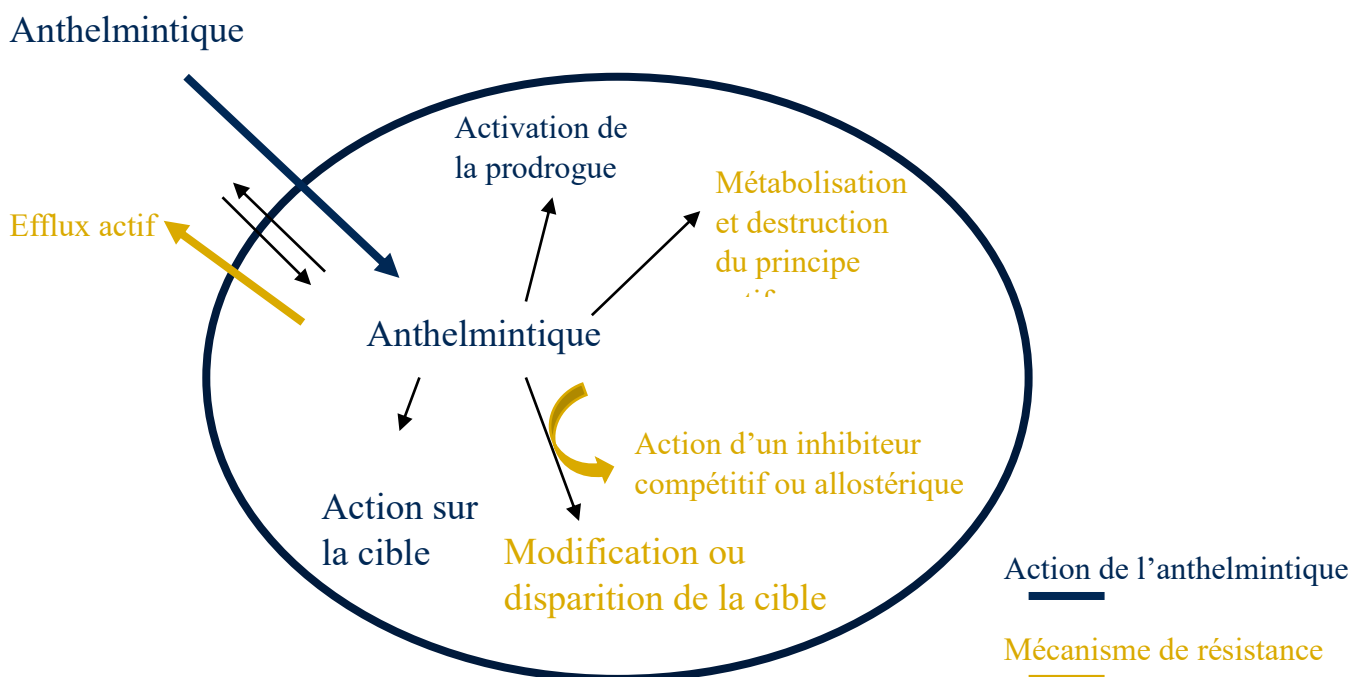 Anthelmintique
Activation de
la prodrogue
Métabolisation
et destruction
du principe
Efflux actif
Anthelmintique
Action d’un inhibiteur
compétitif ou allostérique
Action sur
la cible
Modification ou
disparition de la cible
Action de l’anthelmintique
Mécanisme de résistance